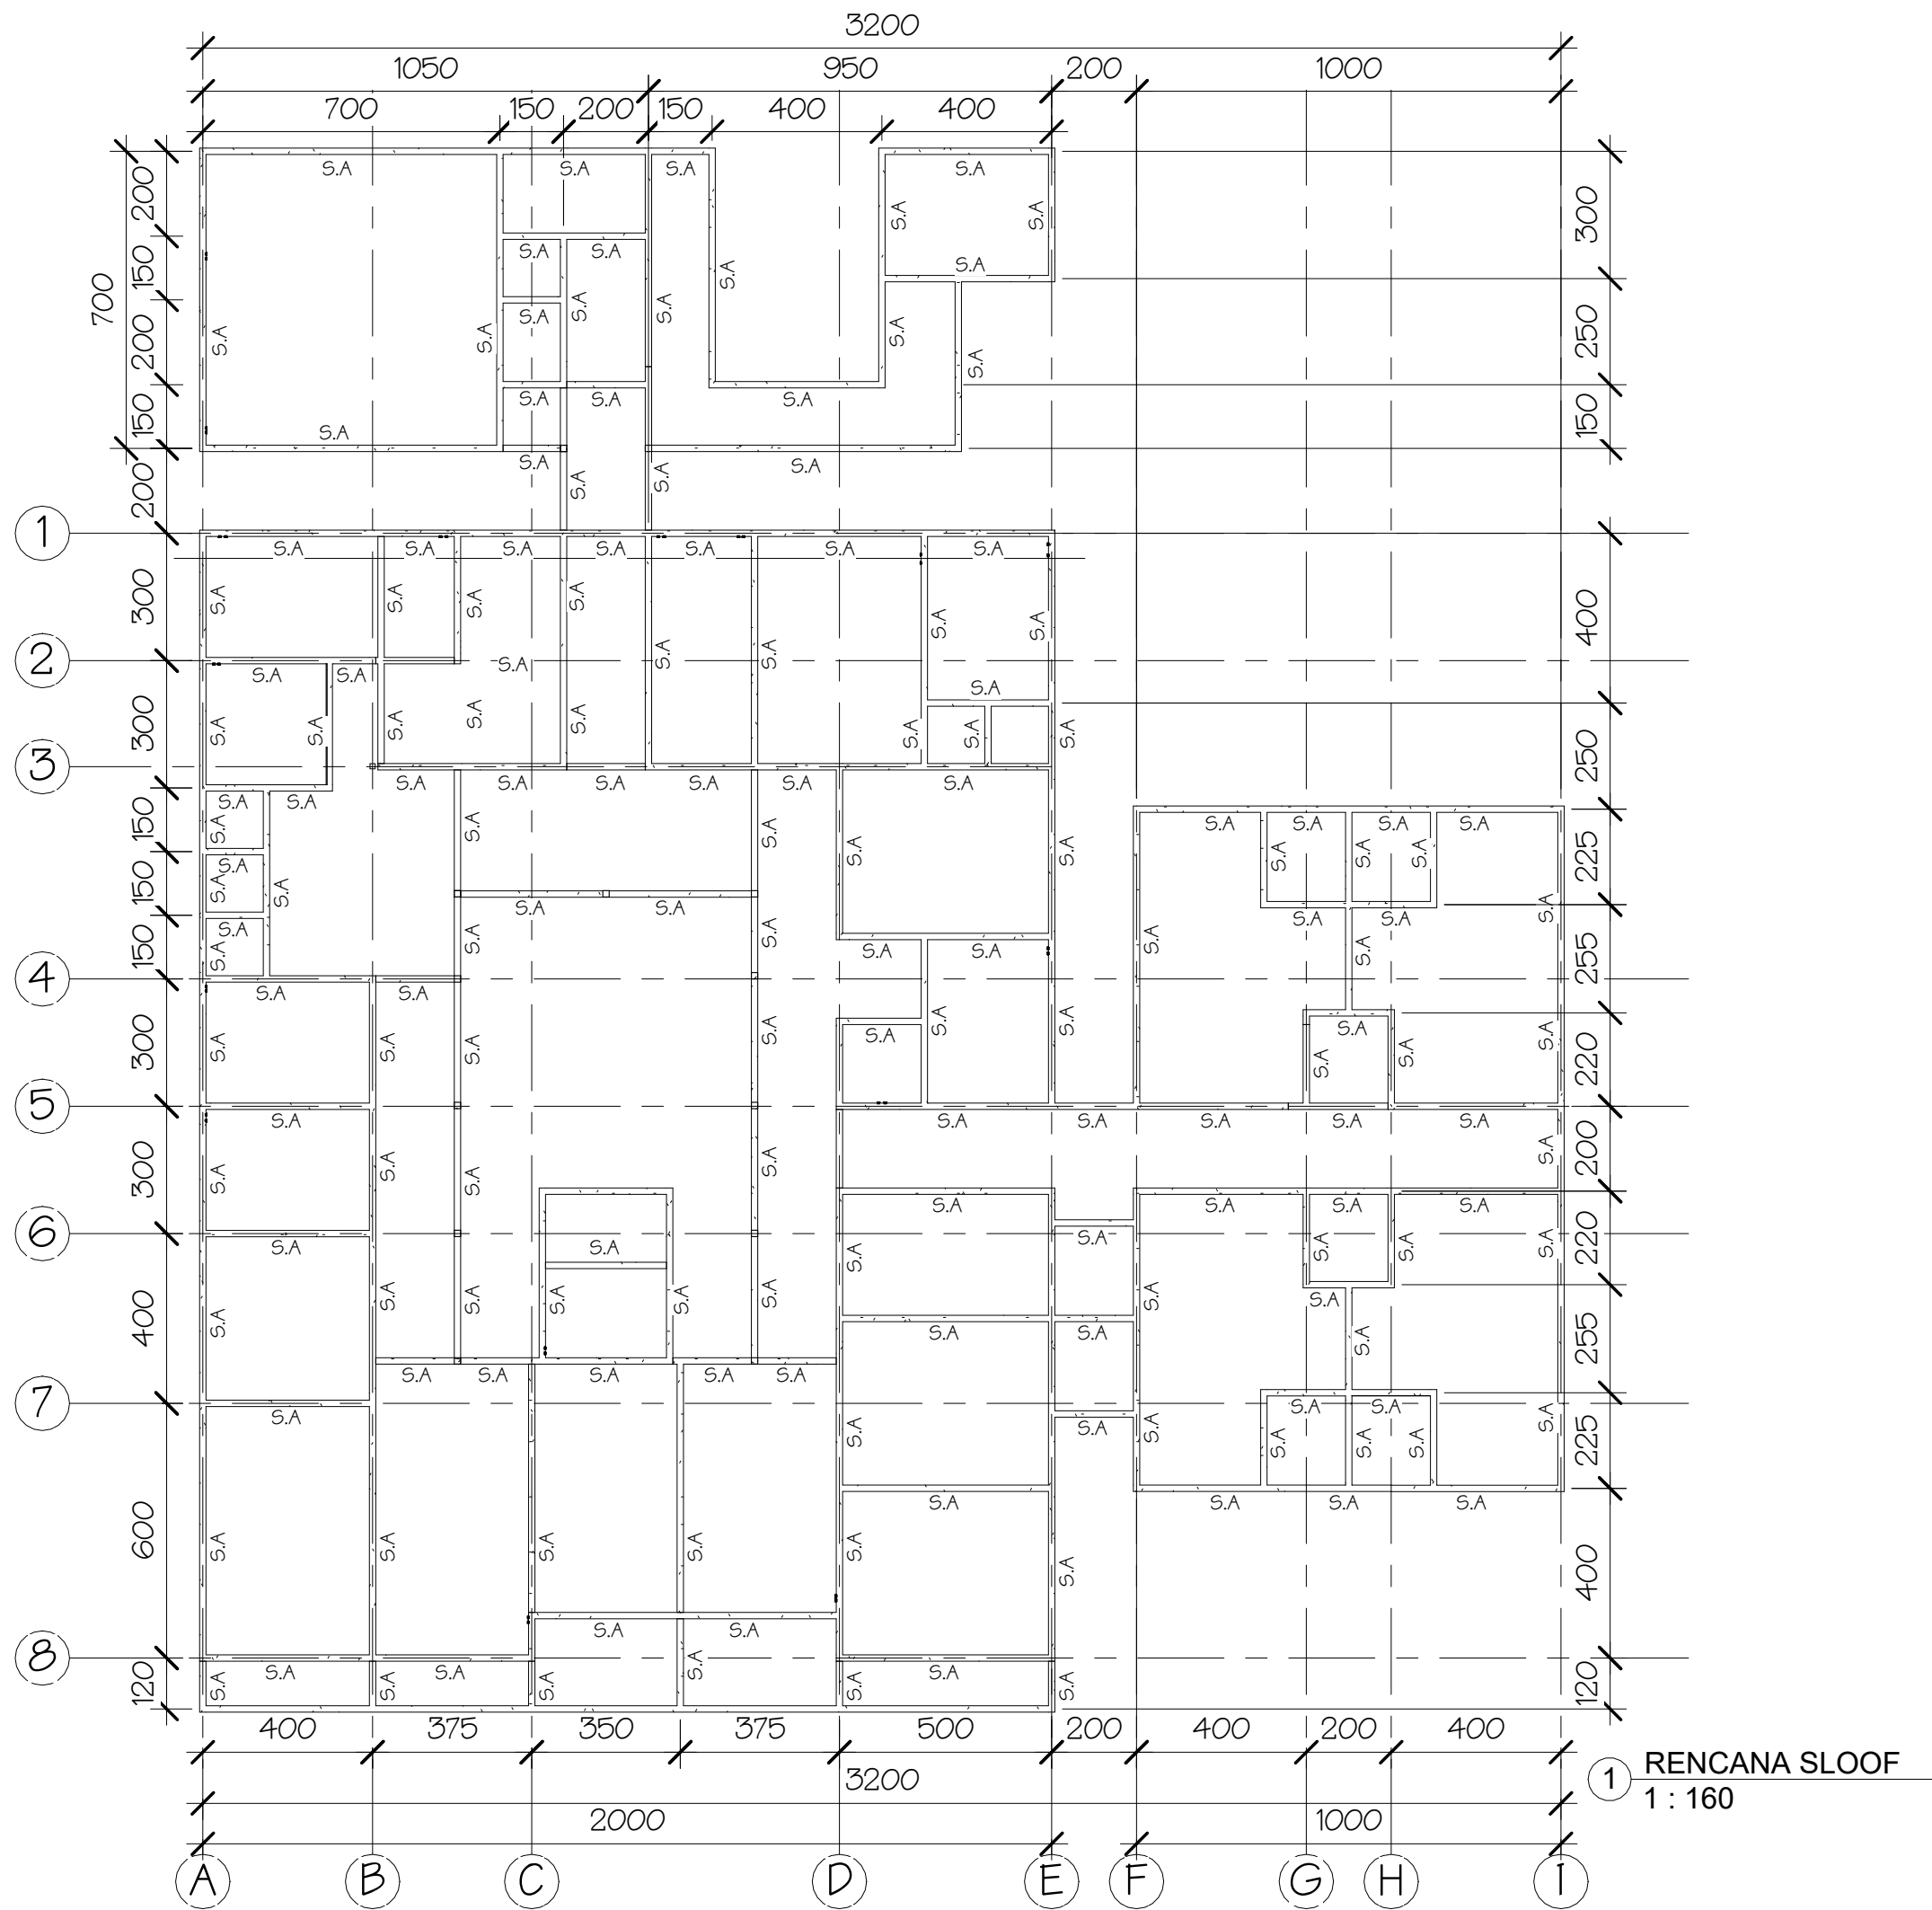 3200
1050 950 200 1000
700 150 200 150 400 400
S.A S.A S.A S.A
200 300
S.A S.A
S.A S.A
150 S.A S.A
700
S.A S.A S.A
200 S.A S.A S.A 250
S.A
S.A S.A S.A
150 150
S.A
S.A S.A
200 S.A S.A
1
S.A S.A S.A S.A S.A S.A S.A
300 S.A S.A S.A S.A S.A S.A 400
2
S.A S.A S.A S.A S.A
S.A
300 S.A S.A S.A S.A S.A S.A S.A S.A
3 250
S.A S.A S.A S.A S.A
S.A S.A
150 S.A S.A S.A S.A S.A S.A S.A S.A
S.A S.A S.A S.A 225
S.A
150 S.A S.A S.A S.A S.A S.A S.A
S.A
S.A S.A S.A S.A S.A S.A
150 S.A S.A S.A 255
4
S.A S.A
S.A S.A S.A S.A
300 S.A S.A S.A S.A S.A 220
5
S.A S.A S.A S.A S.A S.A
S.A
300 S.A S.A S.A S.A 200
S.A S.A S.A S.A
6
S.A S.A S.A S.A S.A S.A 220
400 S.A S.A S.A S.A S.A S.A S.A S.A
S.A S.A S.A 255
S.A S.A S.A S.A S.A
7
S.A S.A S.A S.A
S.A S.A S.A S.A S.A S.A 225
S.A S.A S.A S.A
600 S.A S.A S.A S.A S.A S.A 400
S.A S.A
8
S.A S.A S.A S.A
120 S.A S.A S.A S.A S.A 120
400 375 350 375 500 200 400 200 400
3200
2000 1000
A B C D E F G H I
1 RENCANA SLOOF
1 : 160